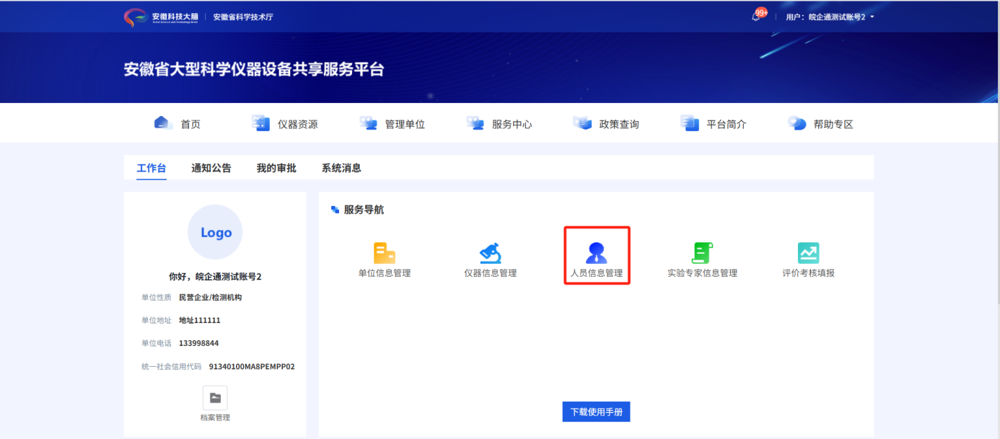 安徽科技大脑
安徽省科学技术厅
99+
用户：皖企通测试账号2
安徽省大型科学仪器设备共享服务平台
首页
仪器资源
管理单位
服务中心
政策查询
平台简介
帮助专区
工作台
通知公告
我的审批
系统消息
Logo
你好，皖企通测试账号2
单位性质 民营企业/检测机构
单位地址 地址111111
单位电话 133998844
统一社会信用代码 91340100MA8PEMPP02
档案管理
服务导航
单位信息管理
仪器信息管理
人员信息管理
实验专家信息管理
评价考核填报
下载使用手册